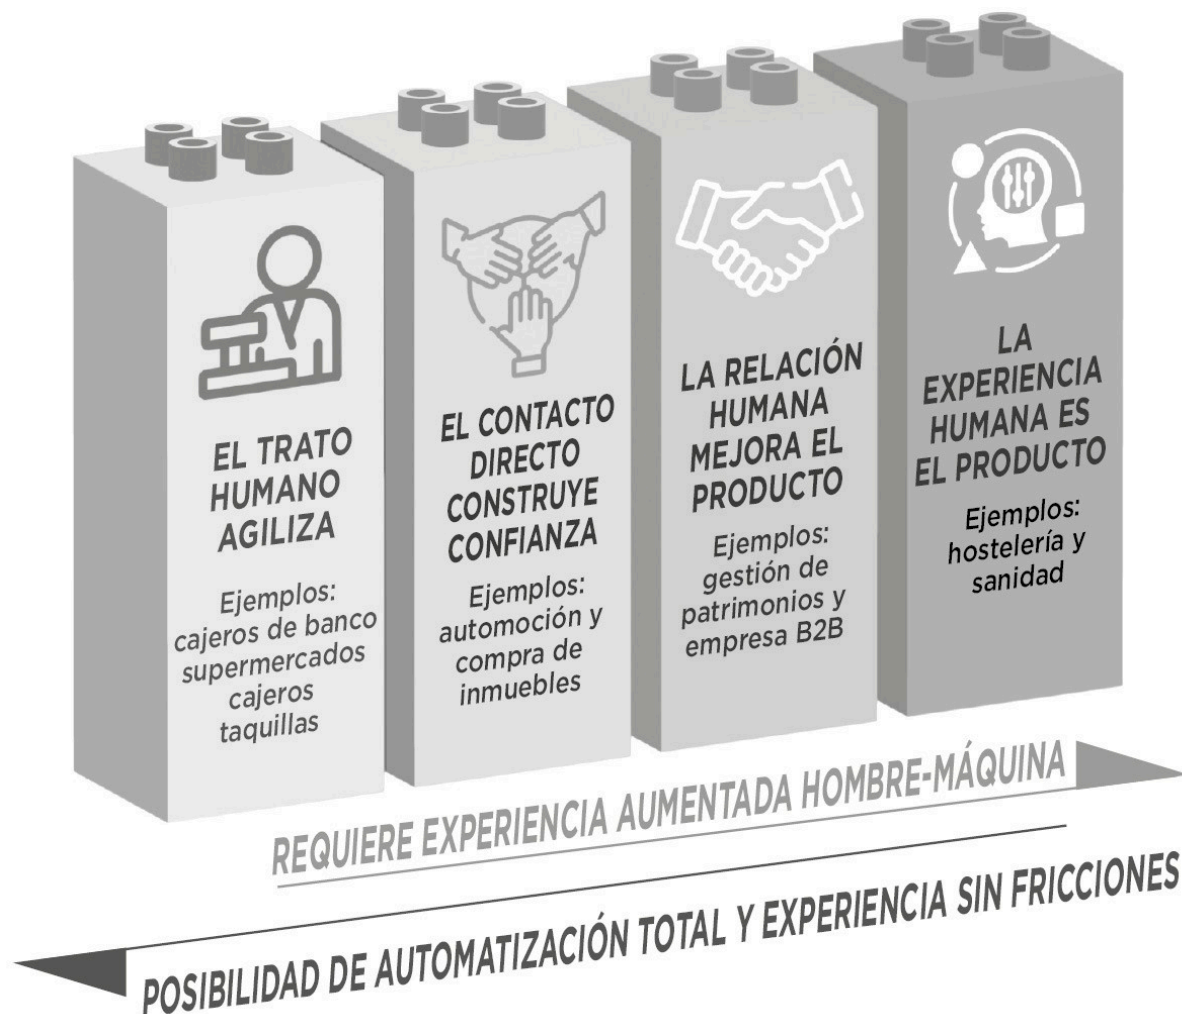 EL TRATO
HUMANO
AGILIZA
Ejemplos:
cajeros de banco
supermercados
cajeros
taquillas
EL CONTACTO
DIRECTO
CONSTRUYE
CONFIANZA
Ejemplos:
automoción y
compra de
inmuebles
LA RELACIÓN
HUMANA
MEJORA EL
PRODUCTO
Ejemplos:
gestión de
patrimonios y
empresa B2B
LA
EXPERIENCIA
HUMANA ES
EL PRODUCTO
Ejemplos:
hostelería y
sanidad
REQUIERE EXPERIENCIA AUMENTADA HOMBRE-MÁQUINA
POSIBILIDAD DE AUTOMATIZACIÓN TOTAL Y EXPERIENCIA SIN FRICCIONES